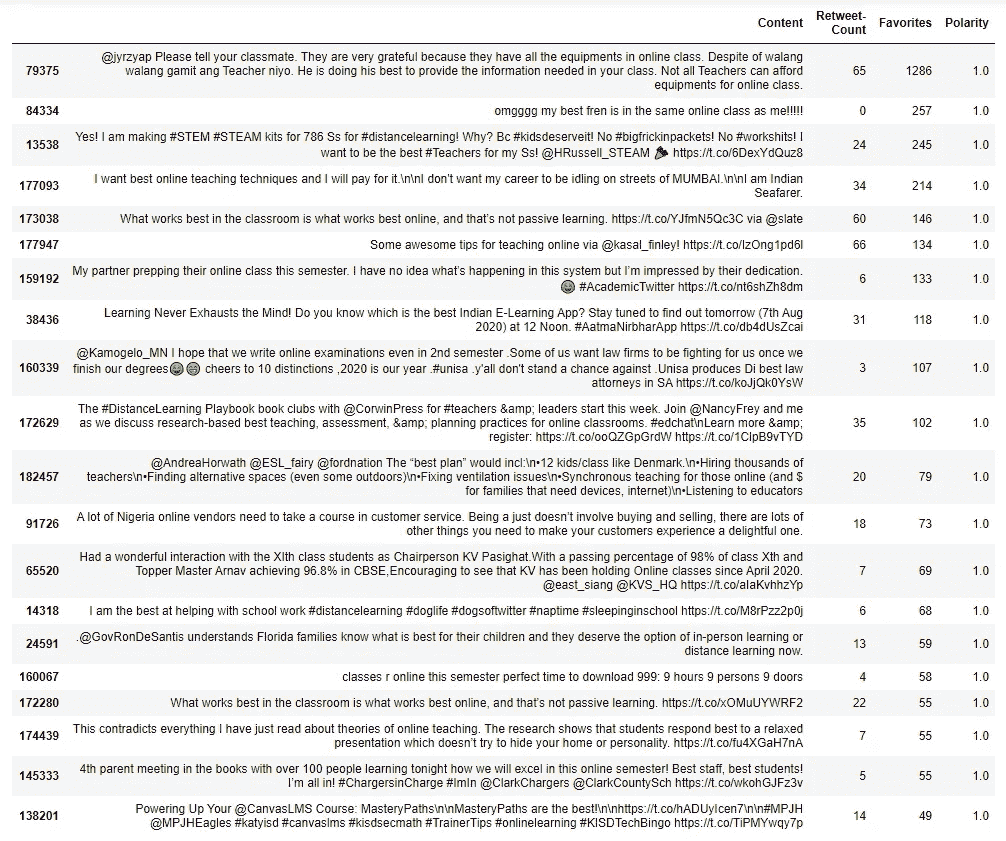 Content Retweet-Count Favorites Polarity
79375 @jyrzyap Please tell your classmate. They are very grateful because they have all the equipments in online class. Despite of walang
walang gamit ang Teacher niyo. He is doing his best to provide the information needed in your class. Not all Teachers can afford
equipments for online class. 65 1286 1.0
84334 omgggg my best fren is in the same online class as me!!!!! 0 257 1.0
13538 Yes! I am making #STEM #STEAM kits for 786 Ss for #distancelearning! Why? Bc #kidsdeserveit! No #bigfrickinpackets! No #workshits! I
want to be the best #Teachers for my Ss! @HRussell_STEAM https://t.co/6DexYdQuz8 24 245 1.0
177093 I want best online teaching techniques and I will pay for it.\n\nI don't want my career to be idling on streets of MUMBAI.\n\nI am Indian
Seafarer. 34 214 1.0
173038 What works best in the classroom is what works best online, and that's not passive learning. https://t.co/YJfmN5Qc3C via @slate 60 146 1.0
177947 Some awesome tips for teaching online via @kasal_finley! https://t.co/lzOng1pd6l 66 134 1.0
159192 My partner prepping their online class this semester. I have no idea what's happening in this system but I'm impressed by their dedication.
😂 #AcademicTwitter https://t.co/nt6shZh8dm 6 133 1.0
38436 Learning Never Exhausts the Mind! Do you know which is the best Indian E-Learning App? Stay tuned to find out tomorrow (7th Aug
2020) at 12 Noon. #AatmaNirbharApp https://t.co/db4dUsZcai 31 118 1.0
160339 @Kamogelo_MN I hope that we write online examinations even in 2nd semester .Some of us want law firms to be fighting for us once we
finish our degrees😂😁 cheers to 10 distinctions ,2020 is our year .#unisa .y'all don't stand a chance against .Unisa produces Di best law
attorneys in SA https://t.co/koJjQk0YsW 3 107 1.0
172629 The #DistanceLearning Playbook book clubs with @CorwinPress for #teachers &amp; leaders start this week. Join @NancyFrey and me
as we discuss research-based best teaching, assessment, &amp; planning practices for online classrooms. #edchat\nLearn more &amp;
register: https://t.co/ooQZGpGrdW https://t.co/1ClpB9vTYD 35 102 1.0
182457 @AndreaHorwath @ESL_fairy @fordnation The “best plan” would incl:\n•12 kids/class like Denmark.\n•Hiring thousands of
teachers\n•Finding alternative spaces (even some outdoors)\n•Fixing ventilation issues\n•Synchronous teaching for those online (and $
for families that need devices, internet)\n•Listening to educators 20 79 1.0
91726 A lot of Nigeria online vendors need to take a course in customer service. Being a just doesn't involve buying and selling, there are lots of
other things you need to make your customers experience a delightful one. 18 73 1.0
65520 Had a wonderful interaction with the XIth class students as Chairperson KV Pasighat.With a passing percentage of 98% of class Xth and
Topper Master Arnav achieving 96.8% in CBSE,Encouraging to see that KV has been holding Online classes since April 2020.
@east_siang @KVS_HQ https://t.co/alaKvhhzYp 7 69 1.0
14318 I am the best at helping with school work #distancelearning #doglife #dogsoftwitter #naptime #sleepinginschool https://t.co/M8rPzz2p0j 6 68 1.0
24591 .@GovRonDeSantis understands Florida families know what is best for their children and they deserve the option of in-person learning or
distance learning now. 13 59 1.0
160067 classes r online this semester perfect time to download 999: 9 hours 9 persons 9 doors 4 58 1.0
172280 What works best in the classroom is what works best online, and that's not passive learning. https://t.co/xOMuUYWRF2 22 55 1.0
174439 This contradicts everything I have just read about theories of online teaching. The research shows that students respond best to a relaxed
presentation which doesn't try to hide your home or personality. https://t.co/fu4XGaH7nA 7 55 1.0
145333 4th parent meeting in the books with over 100 people learning tonight how we will excel in this online semester! Best staff, best students!
I'm all in! #ChargersinCharge #ImIn @ClarkChargers @ClarkCountySch https://t.co/wkohGJFz3v 5 55 1.0
138201 Powering Up Your @CanvasLMS Course: MasteryPaths\n\nMasteryPaths are the best!\n\nhttps://t.co/hADUyIcen7\n\n#MPJH
@MPJHEagles #katyisd #canvaslms #kisdsecmath #TrainerTips #onlinelearning #KISDTechBingo https://t.co/TiPMYwqy7p 14 49 1.0